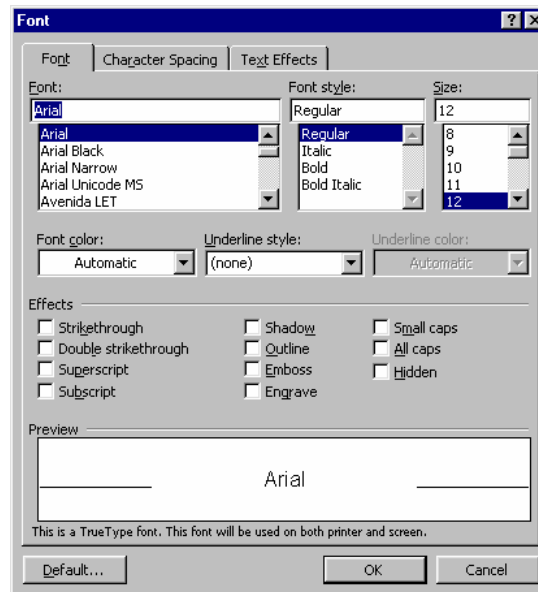 Font
Font Character Spacing Text Effects
Font: Font style: Size:
Arial Regular 12
Arial Regular 8
Arial Black Italic 9
Arial Narrow Bold 10
Arial Unicode MS Bold Italic 11
Avenida LET 12
Font color: Underline style: Underline color:
Automatic (none) Automatic
Effects
Strikethrough Shadow Small caps
Double strikethrough Outline All caps
Superscript Emboss Hidden
Subscript Engrave
Preview
Arial
This is a TrueType font. This font will be used on both printer and screen.
Default... OK Cancel